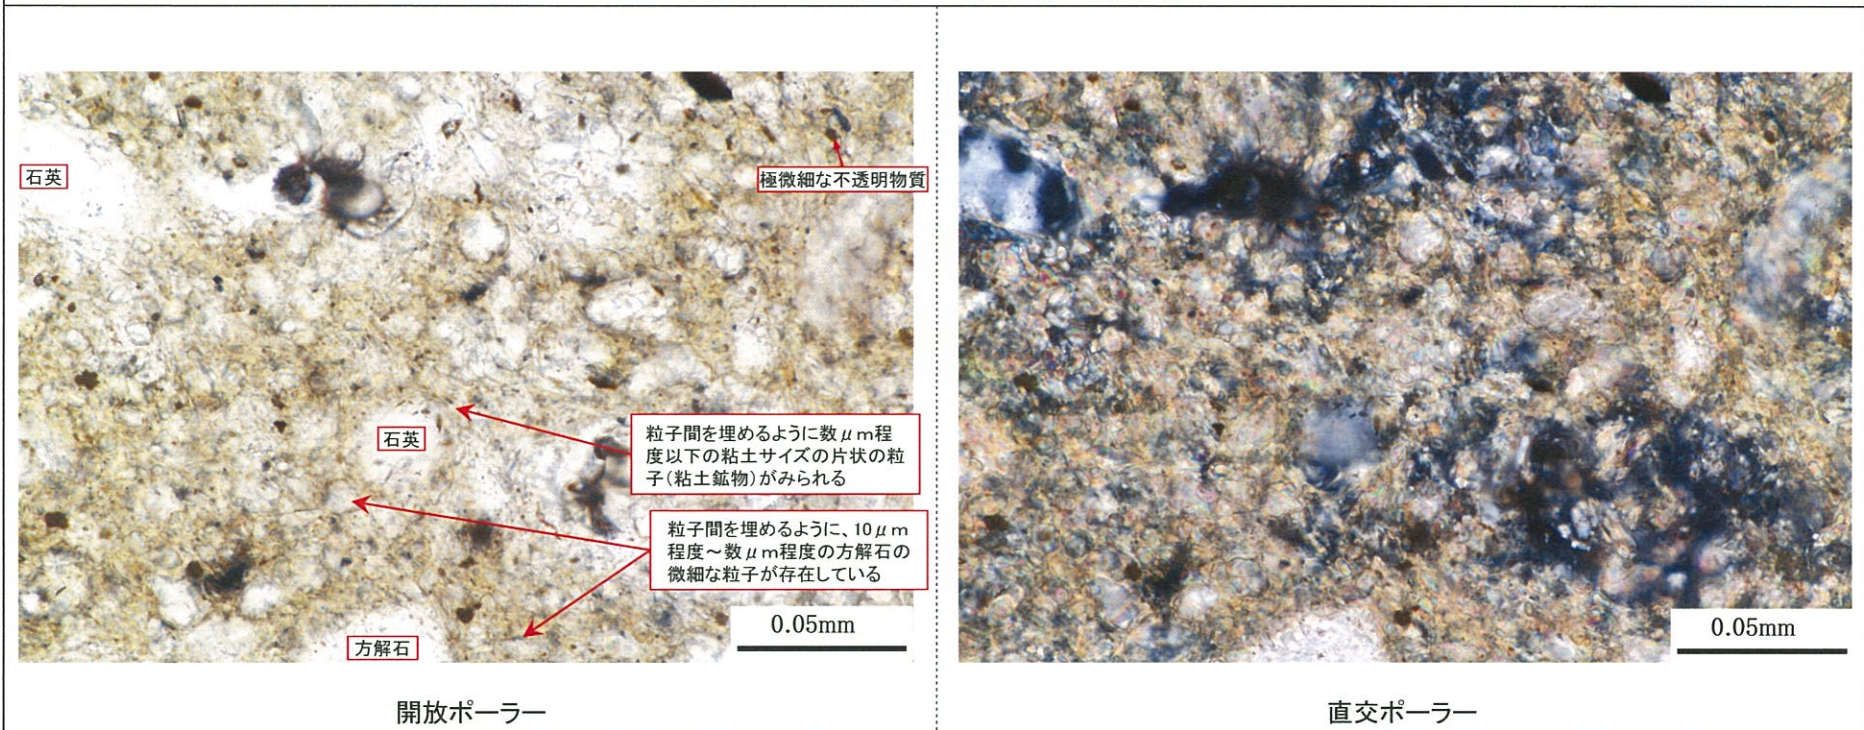 石英
極微細な不透明物質
石英
粒子間を埋めるように数μm程
度以下の粘土サイズの片状の粒
子(粘土鉱物)がみられる
粒子間を埋めるように、10μm
程度～数μm程度の方解石の
微細な粒子が存在している
方解石
0.05mm
0.05mm
開放ポーラー
直交ポーラー